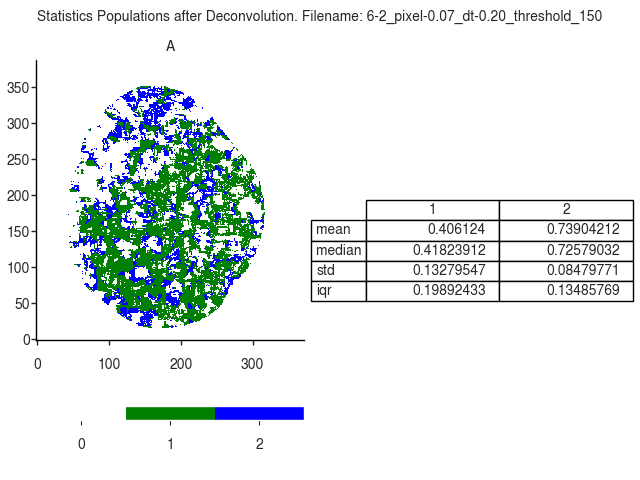 Statistics Populations after Deconvolution. Filename: 6-2_pixel-0.07_dt-0.20_threshold_150
A
350
300
250
200
150
100
50
0
0 100 200 300
0 1 2
1 2
mean 0.406124 0.73904212
median 0.41823912 0.72579032
std 0.13279547 0.08479771
iqr 0.19892433 0.13485769